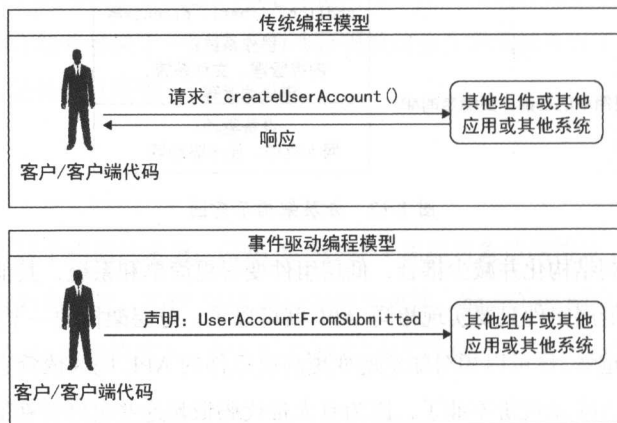 传统编程模型
请求：createUserAccount()
响应
其他组件或其他
应用或其他系统
客户/客户端代码
事件驱动编程模型
声明：UserAccountFromSubmitted
其他组件或其他
应用或其他系统
客户/客户端代码